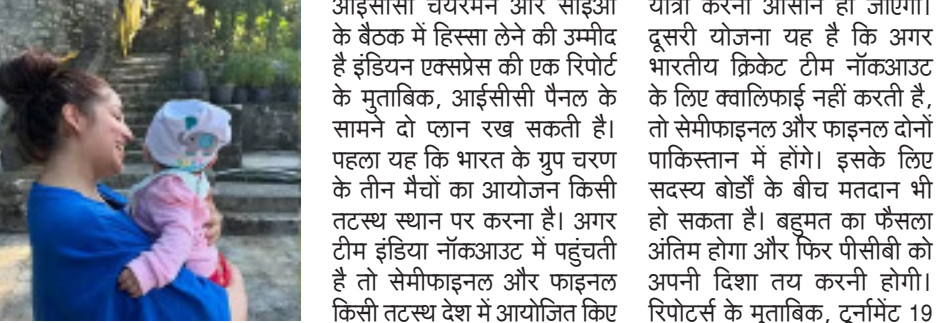 आईसीसी चेयरमैन और सीईओ
के बैठक में हिस्सा लेने की उम्मीद
है इंडियन एक्सप्रेस की एक रिपोर्ट
के मुताबिक, आईसीसी पैनल के
सामने दो प्लान रख सकती है।
पहला यह कि भारत के ग्रुप चरण
के तीन मैचों का आयोजन किसी
तटस्थ स्थान पर करना है। अगर
टीम इंडिया नॉकआउट में पहुंचती
है तो सेमीफाइनल और फाइनल
किसी तटस्थ देश में आयोजित किए
यात्रा करना आसान हो जाएगा।
दूसरी योजना यह है कि अगर
भारतीय क्रिकेट टीम नॉकआउट
के लिए क्वालिफाई नहीं करती है,
तो सेमीफाइनल और फाइनल दोनों
पाकिस्तान में होंगे। इसके लिए
सदस्य बोर्डों के बीच मतदान भी
हो सकता है। बहुमत का फैसला
अंतिम होगा और फिर पीसीबी को
अपनी दिशा तय करनी होगी।
रिपोर्ट्स के मुताबिक, टूर्नामेंट 19